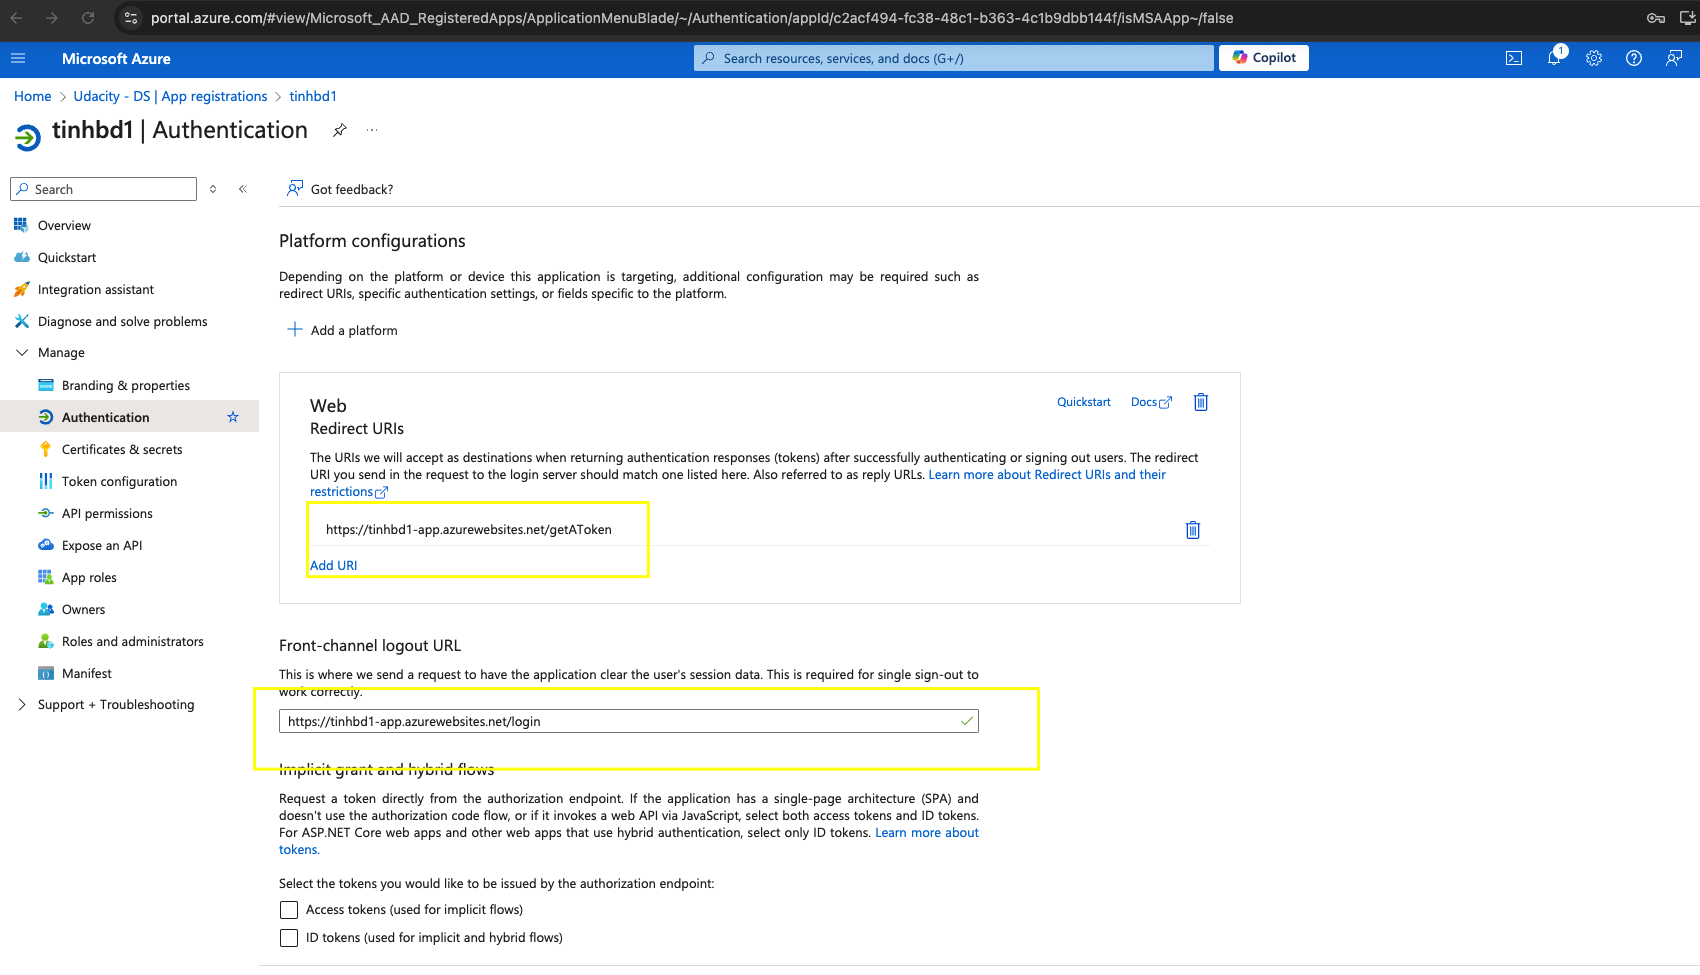 portal.azure.com/#view/Microsoft_AAD_RegisteredApps/ApplicationMenuBlade/~/Authentication/appId/c2acf494-fc38-48c1-b363-4c1b9dbb144f/isMSAApp~/false
Microsoft Azure
Search resources, services, and docs (G+/)
Copilot
1
Home > Udacity - DS | App registrations > tinhbd1
tinhbd1 | Authentication
Search
Got feedback?
Overview
Quickstart
Integration assistant
Diagnose and solve problems
Manage
Branding & properties
Authentication
Certificates & secrets
Token configuration
API permissions
Expose an API
App roles
Owners
Roles and administrators
Manifest
Support + Troubleshooting
Platform configurations
Depending on the platform or device this application is targeting, additional configuration may be required such as
redirect URIs, specific authentication settings, or fields specific to the platform.
Add a platform
Web
Quickstart
Docs
Redirect URIs
The URIs we will accept as destinations when returning authentication responses (tokens) after successfully authenticating or signing out users. The redirect
URI you send in the request to the login server should match one listed here. Also referred to as reply URLs. Learn more about Redirect URIs and their
restrictions
https://tinhbd1-app.azurewebsites.net/getAToken
Add URI
Front-channel logout URL
This is where we send a request to have the application clear the user's session data. This is required for single sign-out to
work correctly.
https://tinhbd1-app.azurewebsites.net/login
Implicit grant and hybrid flows
Request a token directly from the authorization endpoint. If the application has a single-page architecture (SPA) and
doesn't use the authorization code flow, or if it invokes a web API via JavaScript, select both access tokens and ID tokens.
For ASP.NET Core web apps and other web apps that use hybrid authentication, select only ID tokens. Learn more about
tokens.
Select the tokens you would like to be issued by the authorization endpoint:
Access tokens (used for implicit flows)
ID tokens (used for implicit and hybrid flows)